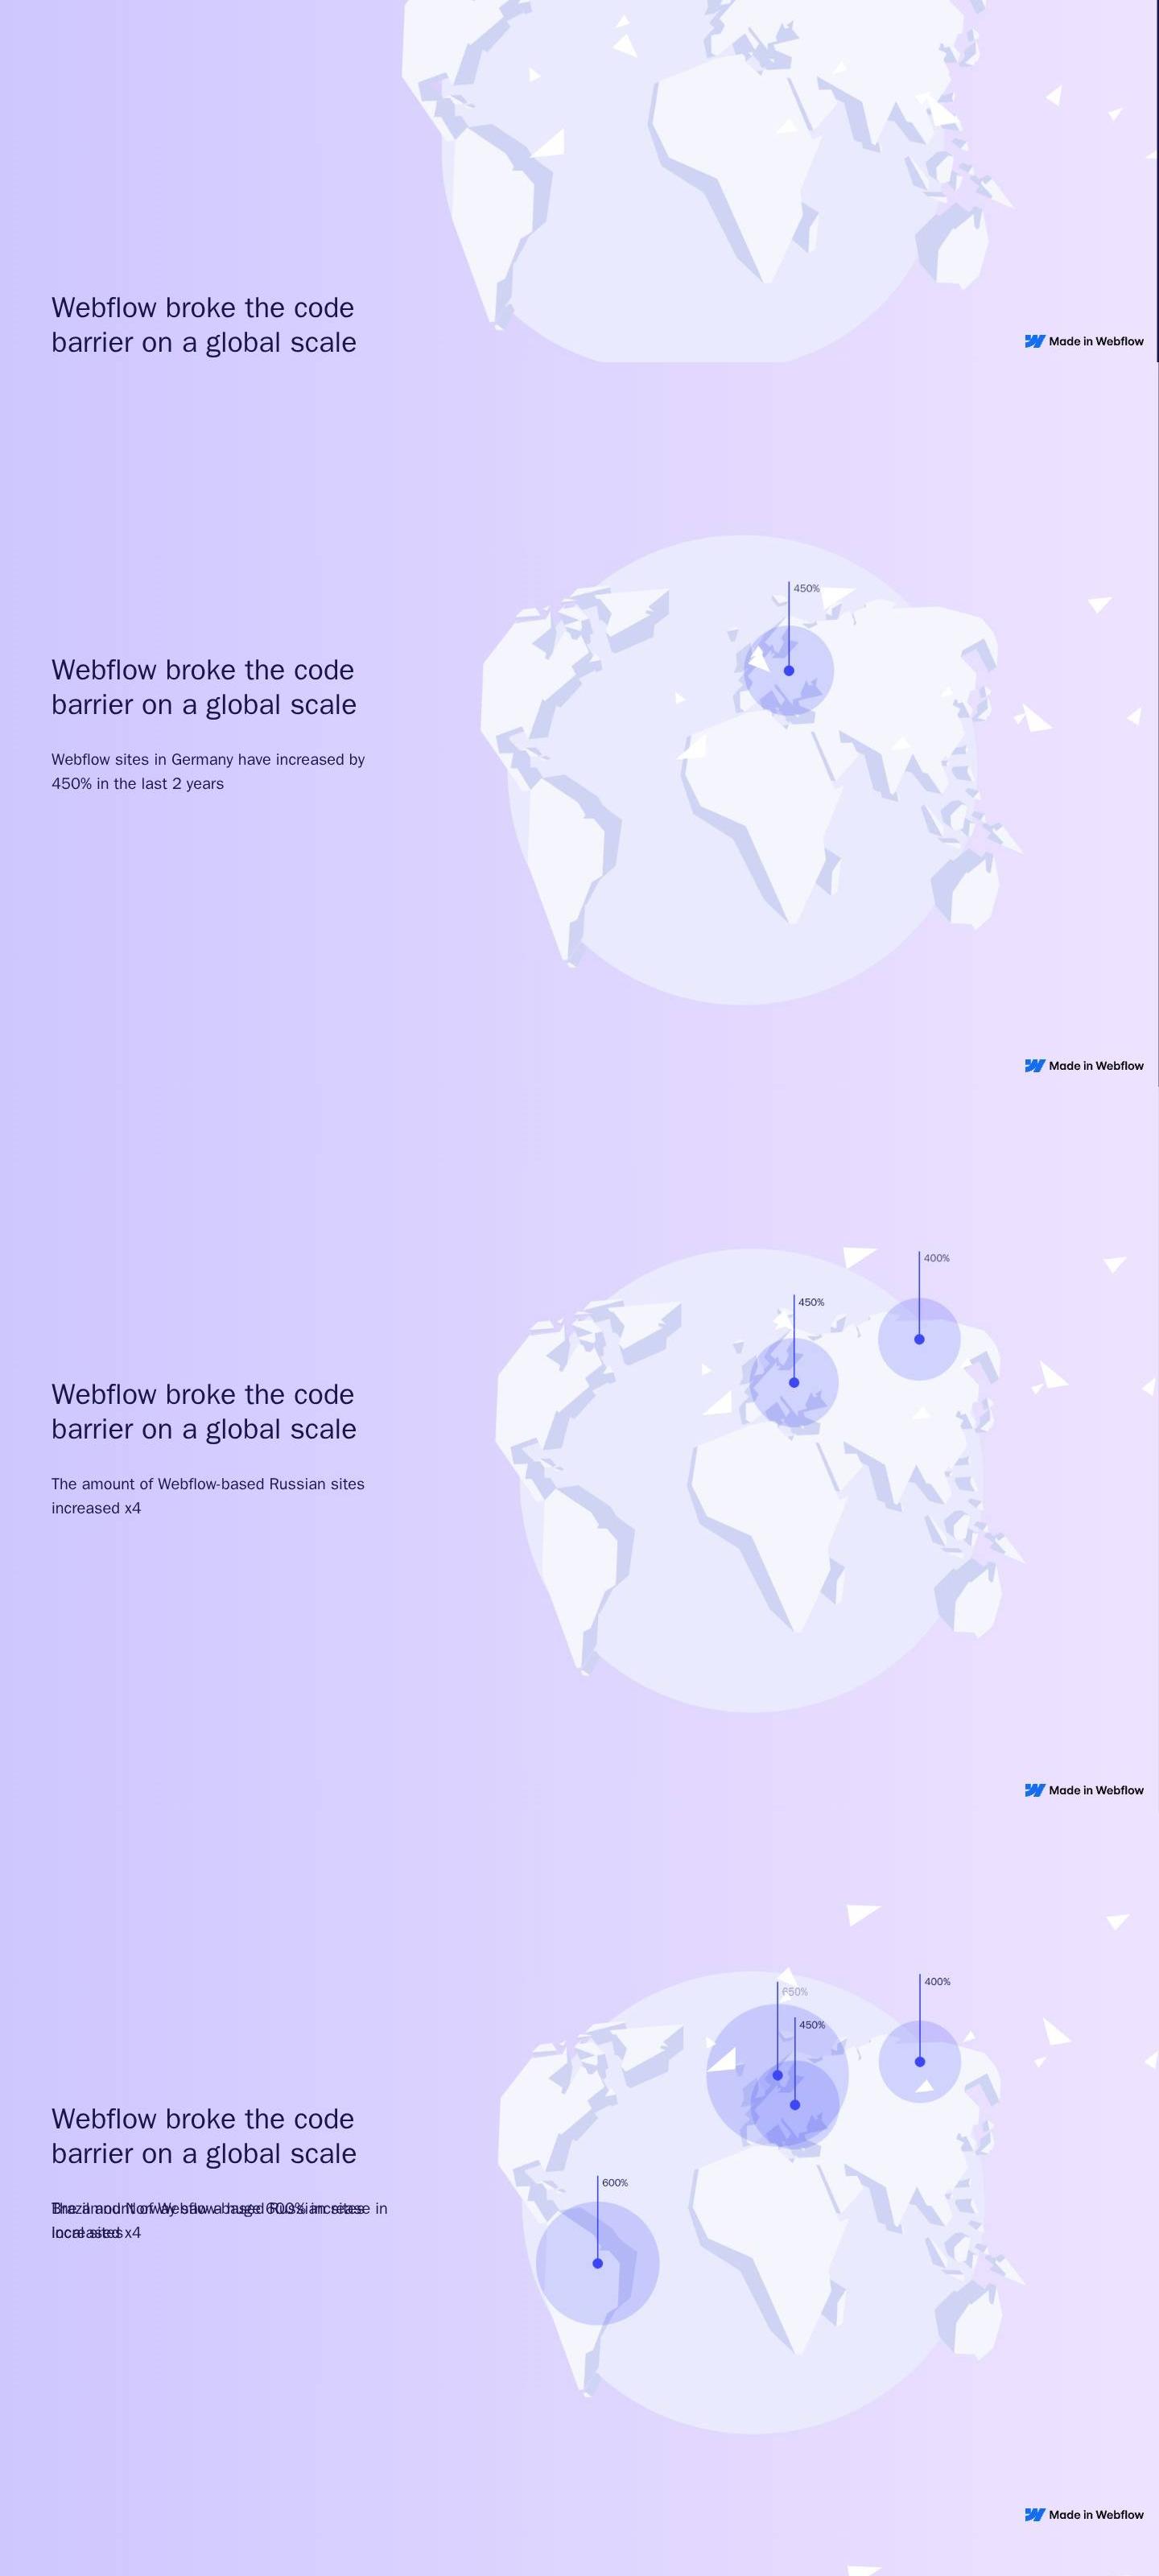 Webflow broke the code
barrier on a global scale
Made in Webflow
450%
Webflow broke the code
barrier on a global scale
Webflow sites in Germany have increased by
450% in the last 2 years
Made in Webflow
400%
450%
Webflow broke the code
barrier on a global scale
The amount of Webflow-based Russian sites
increased x4
Made in Webflow
400%
650%
450%
Webflow broke the code
barrier on a global scale
600%
Made in Webflow